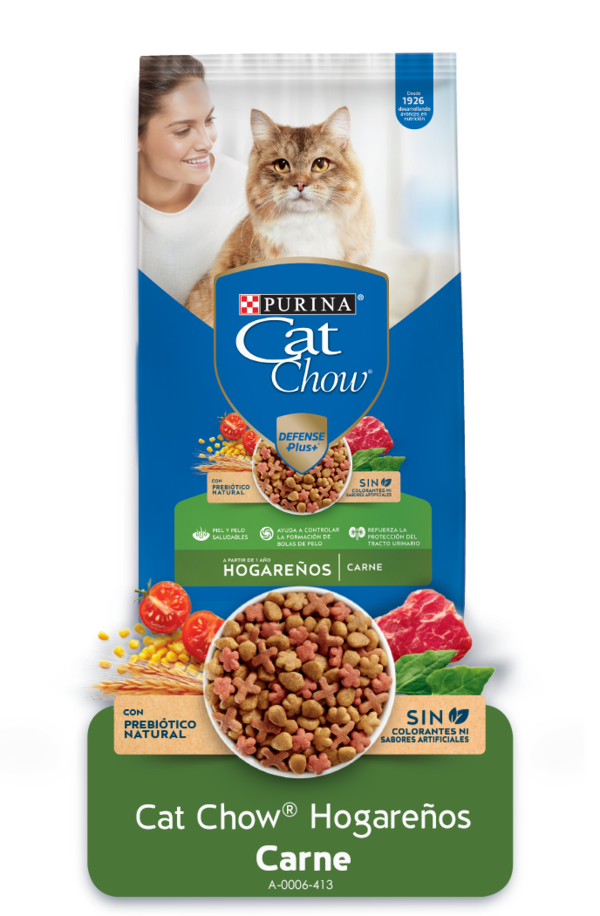 Desde
1926
desarrollando
avances en
nutrición
PURINA®
Cat
Chow®
DEFENSE
Plus+
CON
PREBIÓTICO
NATURAL
SIN
COLORANTES NI
SABORES ARTIFICIALES
PIEL Y PELO
SALUDABLES
AYUDA A CONTROLAR
LA FORMACIÓN DE
BOLAS DE PELO
REFUERZA LA
PROTECCIÓN DEL
TRACTO URINARIO
A PARTIR DE 1 AÑO
HOGAREÑOS | CARNE
CON
PREBIÓTICO
NATURAL
SIN
COLORANTES NI
SABORES ARTIFICIALES
Cat Chow® Hogareños
Carne
A-0006-413